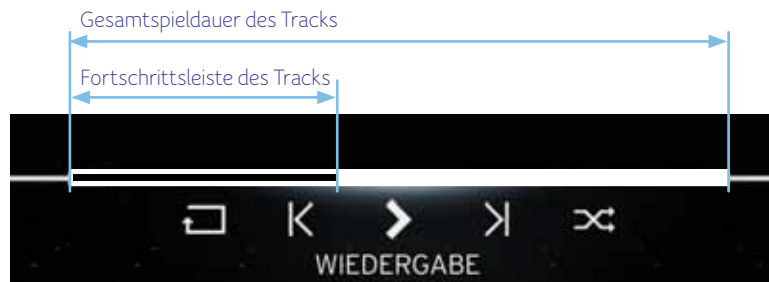 Gesamtspieldauer des Tracks
Fortschrittsleiste des Tracks
WIEDERGABE